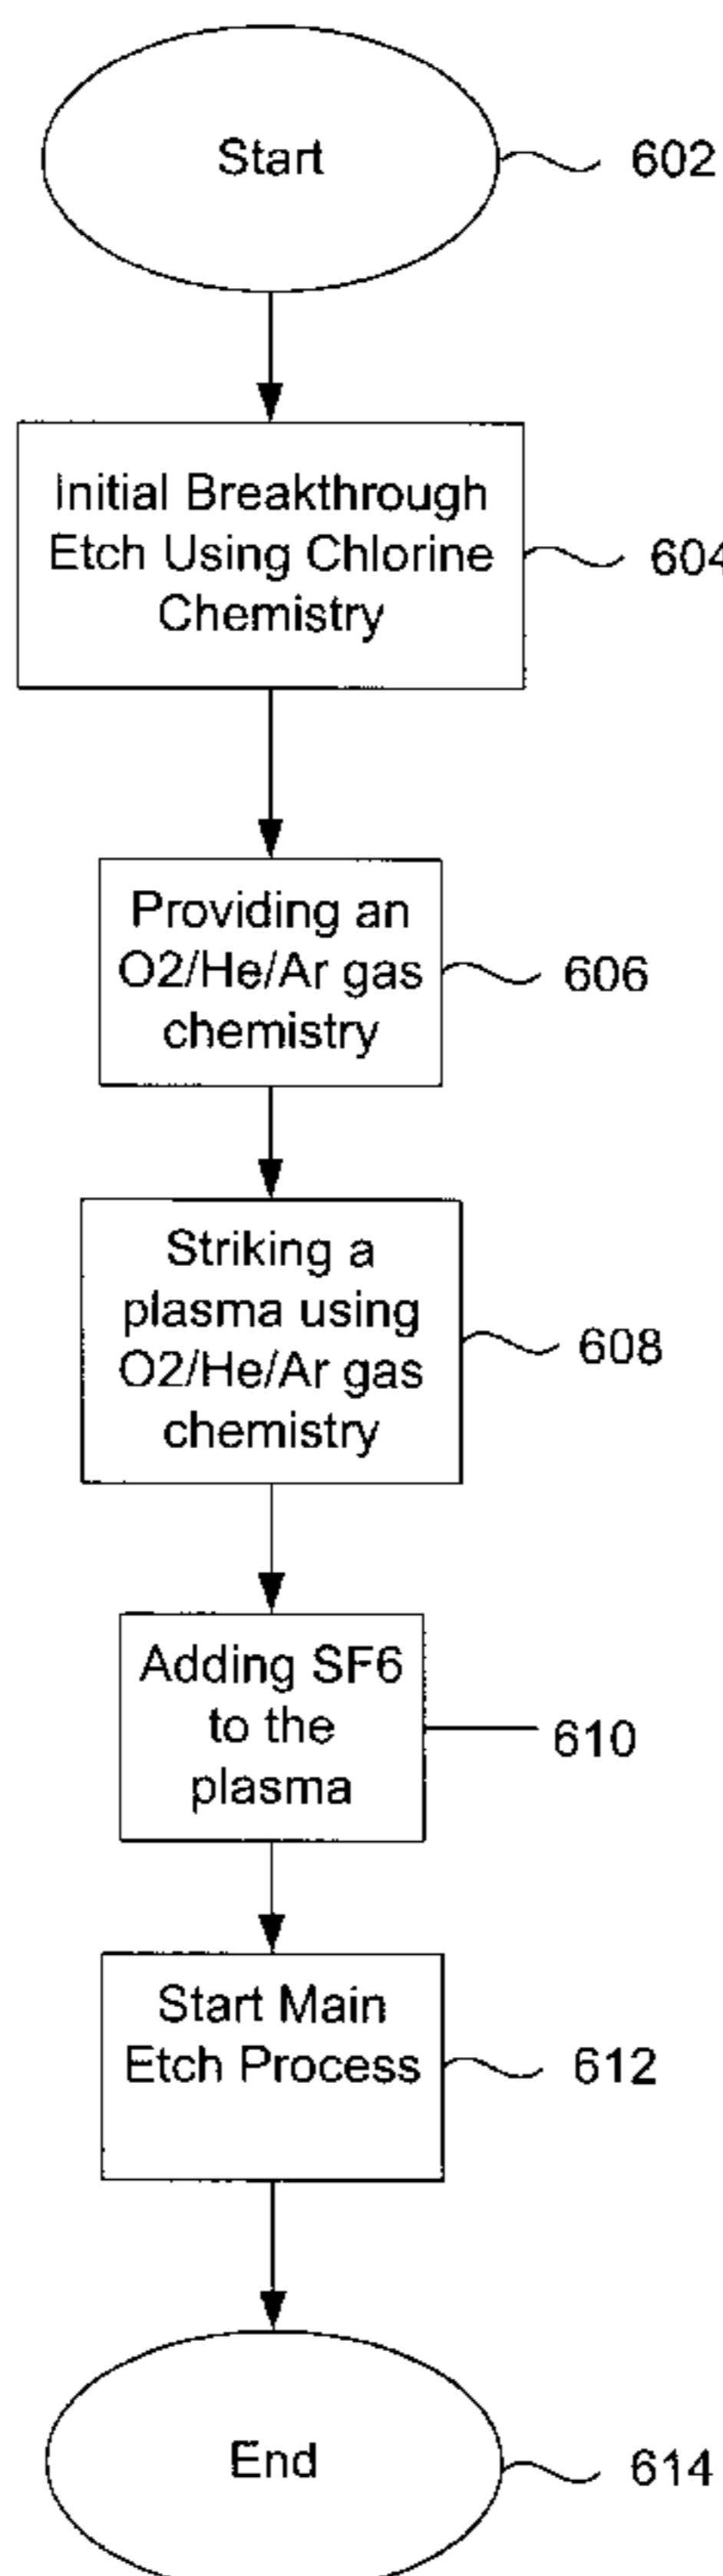 Start
602
Initial Breakthrough
Etch Using Chlorine
Chemistry
604
Providing an
O2/He/Ar gas
chemistry
606
Striking a
plasma using
O2/He/Ar gas
chemistry
608
Adding SF6
to the
plasma
610
Start Main
Etch Process
612
End
614